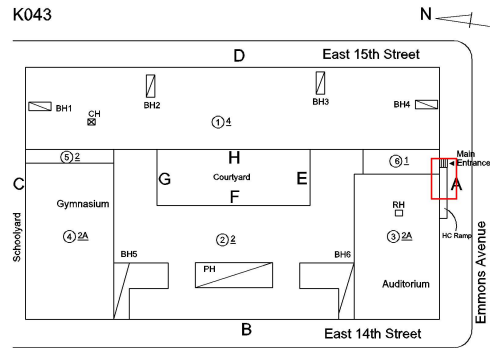 K043
N
D
East 15th Street
BH1
CH
BH2
BH3
BH4
1 4
5 2
H
6 1
Main
Entrance
C
G
Courtyard
E
A
F
Gymnasium
RH
Schoolyard
4 2A
2 2
3 2A
HC Ramp
BH5
PH
BH6
Auditorium
Emmons Avenue
B
East 14th Street